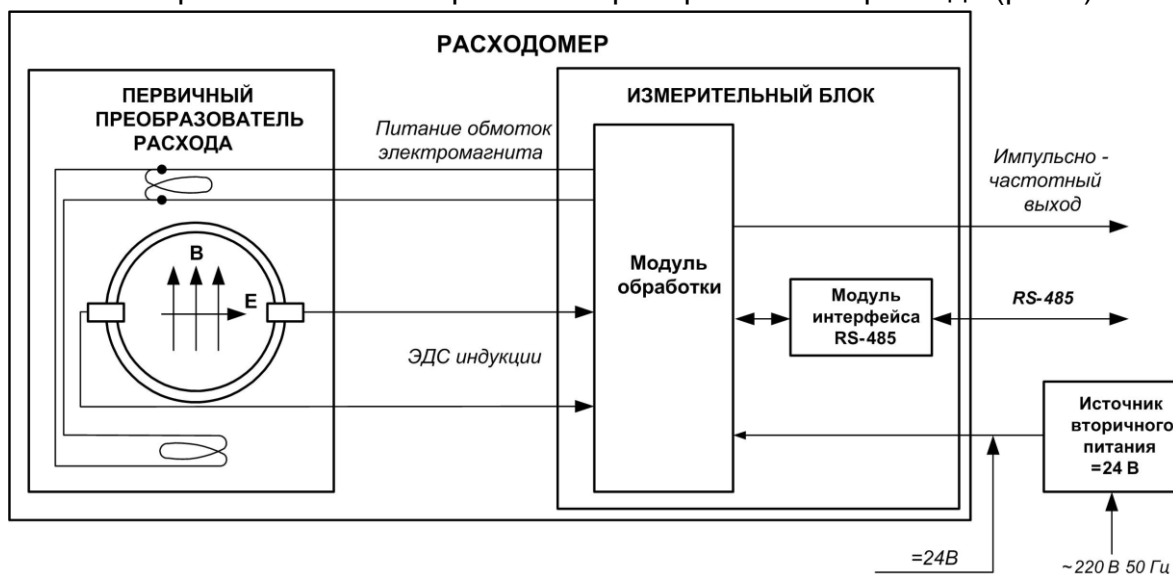 РАСХОДОМЕР
ПЕРВИЧНЫЙ
ПРЕОБРАЗОВАТЕЛЬ
РАСХОДА
Питание обмоток
электромагнита
ИЗМЕРИТЕЛЬНЫЙ БЛОК
Импульсно -
частотный
выход
B
E
Модуль
обработки
Модуль
интерфейса
RS-485
RS-485
ЭДС индукции
Источник
вторичного
питания
=24 В
=24В
~220 В 50 Гц